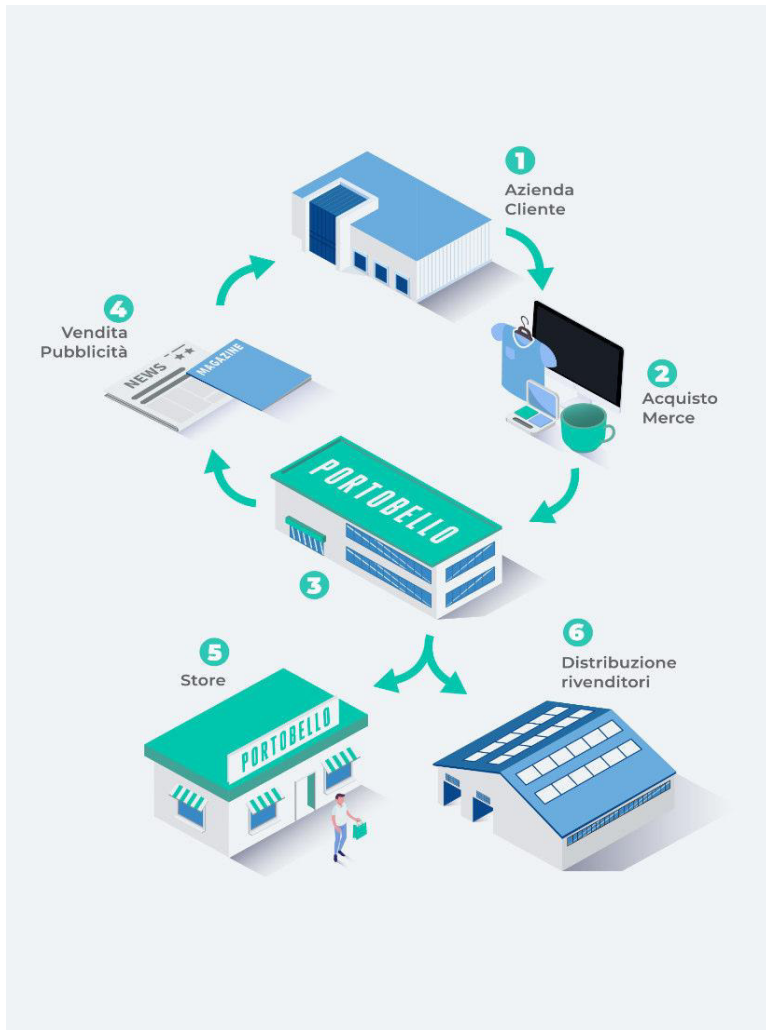 1
Azienda
Cliente
2
Acquisto
Merce
4
Vendita
Pubblicità
NEWS
MAGAZINE
PORTOBELLO
3
5
Store
PORTOBELLO
6
Distribuzione
rivenditori